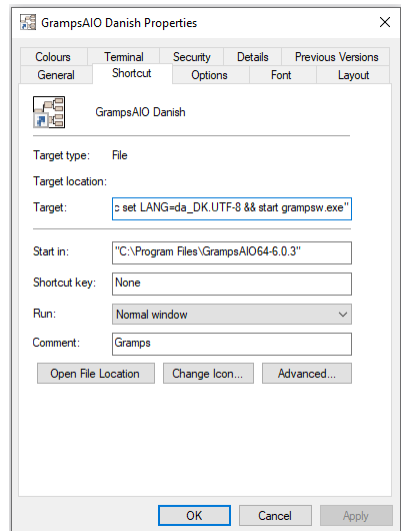 GrampsAIO Danish Properties
Colours Terminal Security Details Previous Versions
General Shortcut Options Font Layout
GrampsAIO Danish
Target type: File
Target location:
Target: c set LANG=da_DK.UTF-8 && start grampsw.exe"
Start in: "C:\Program Files\GrampsAIO64-6.0.3"
Shortcut key: None
Run: Normal window
Comment: Gramps
Open File Location Change Icon... Advanced...
OK Cancel Apply